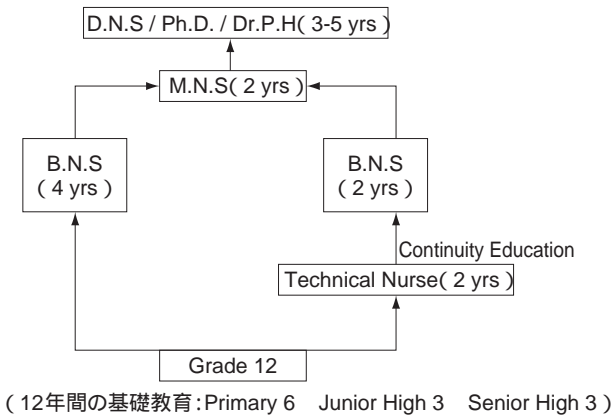 D.N.S / Ph.D. / Dr.P.H( 3-5 yrs )
M.N.S( 2 yrs )
B.N.S
( 4 yrs )
B.N.S
( 2 yrs )
Continuity Education
Technical Nurse( 2 yrs )
Grade 12
( 12年間の基礎教育:Primary 6 Junior High 3 Senior High 3 )